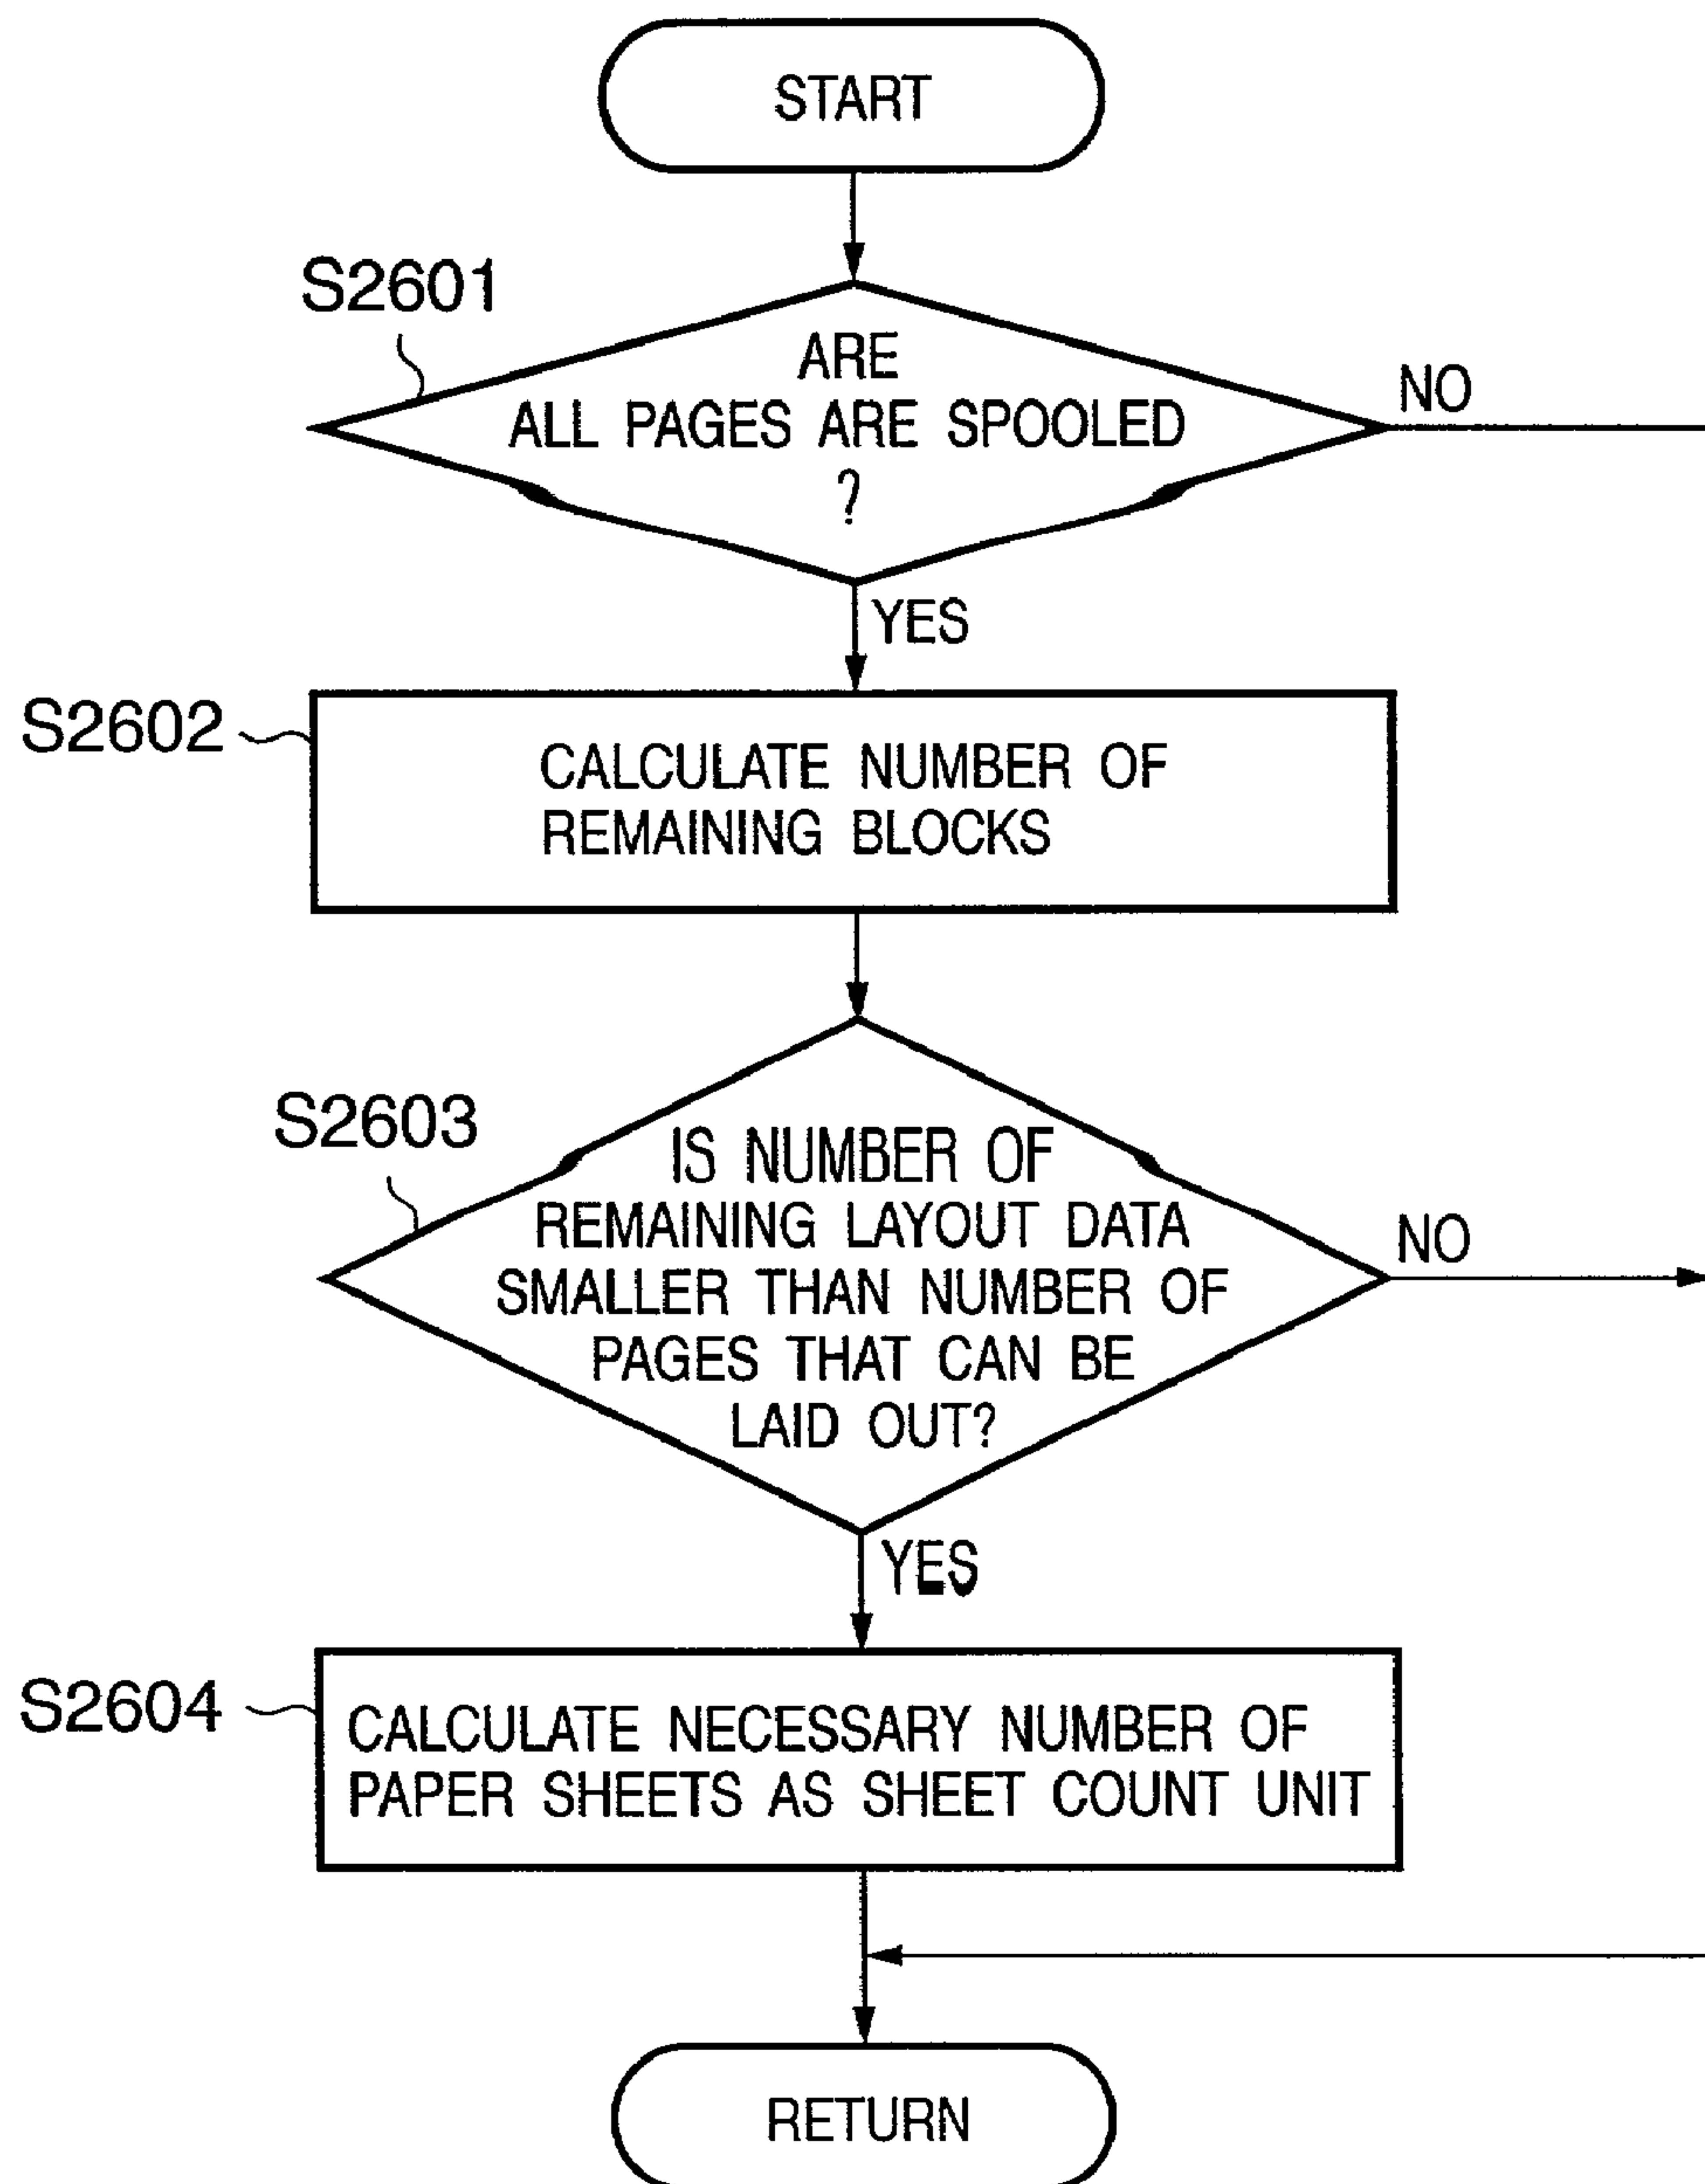 START
S2601
ARE
ALL PAGES ARE SPOOLED
?
NO
YES
S2602
CALCULATE NUMBER OF
REMAINING BLOCKS
S2603
IS NUMBER OF
REMAINING LAYOUT DATA
SMALLER THAN NUMBER OF
PAGES THAT CAN BE
LAID OUT?
NO
YES
S2604
CALCULATE NECESSARY NUMBER OF
PAPER SHEETS AS SHEET COUNT UNIT
RETURN